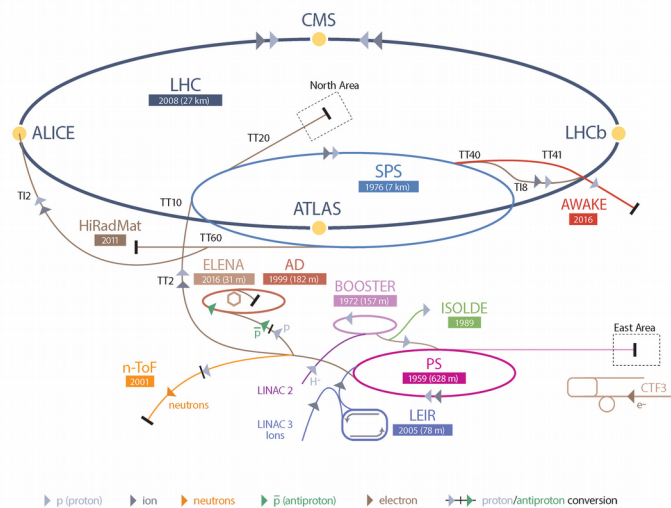 CMS
LHC
2008 (27 km)
North Area
ALICE
LHCb
TT20
TT40
TT41
SPS
1976 (7 km)
TI2
TT10
TI8
AWAKE
2016
ATLAS
HiRadMat
2011
TT60
ELENA
2016 (31 m)
AD
1999 (182 m)
TT2
BOOSTER
1972 (157 m)
ISOLDE
1989
p
p̅
East Area
n-ToF
2001
PS
1959 (628 m)
neutrons
LINAC 2
H⁻
CTF3
e⁻
LINAC 3
Ions
LEIR
2005 (78 m)
p (proton)
ion
neutrons
p̅ (antiproton)
electron
proton/antiproton conversion